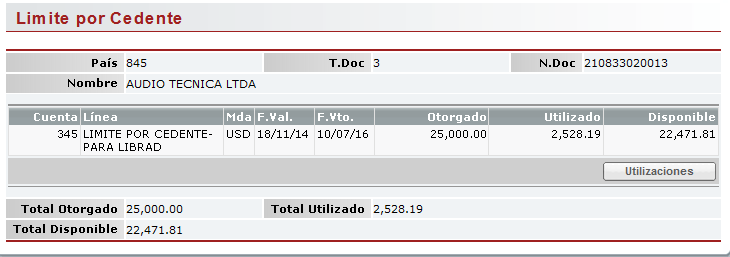 Limite por Cedente
País 845 T.Doc 3 N.Doc 210833020013
Nombre AUDIO TECNICA LTDA
Cuenta Línea Mda F.Val. F.Vto. Otorgado Utilizado Disponible
345 LIMITE POR CEDENTE- USD 18/11/14 10/07/16 25,000.00 2,528.19 22,471.81
PARA LIBRAD
Utilizaciones
Total Otorgado 25,000.00 Total Utilizado 2,528.19
Total Disponible 22,471.81